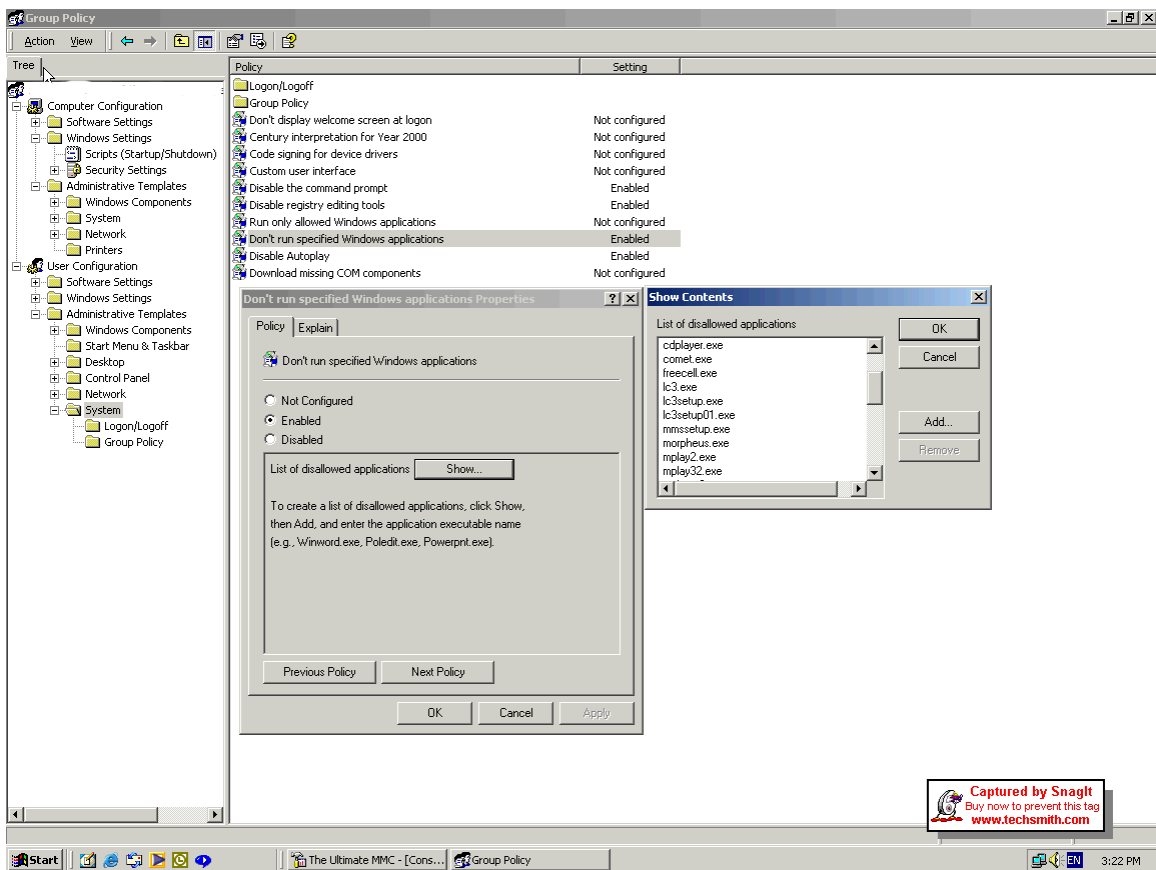 Group Policy
Action View
Tree
Computer Configuration
Software Settings
Windows Settings
Scripts (Startup/Shutdown)
Security Settings
Administrative Templates
Windows Components
System
Network
Printers
User Configuration
Software Settings
Windows Settings
Administrative Templates
Windows Components
Start Menu & Taskbar
Desktop
Control Panel
Network
System
Logon/Logoff
Group Policy
Policy Setting
Logon/Logoff
Group Policy
Don't display welcome screen at logon Not configured
Century interpretation for Year 2000 Not configured
Code signing for device drivers Not configured
Custom user interface Not configured
Disable the command prompt Enabled
Disable registry editing tools Enabled
Run only allowed Windows applications Not configured
Don't run specified Windows applications Enabled
Disable Autoplay Enabled
Download missing COM components Not configured
Don't run specified Windows applications Properties
Policy Explain
Don't run specified Windows applications
Not Configured
Enabled
Disabled
List of disallowed applications Show...
To create a list of disallowed applications, click Show,
then Add, and enter the application executable name
(e.g., Winword.exe, Poledit.exe, Powerpnt.exe).
Previous Policy Next Policy
OK Cancel Apply
Show Contents
List of disallowed applications
cdplayer.exe
comet.exe
freecell.exe
lc3.exe
lc3setup.exe
lc3setup01.exe
mmssetup.exe
morpheus.exe
mplay2.exe
mplay32.exe
OK
Cancel
Add...
Remove
Captured by SnagIt
Buy now to prevent this tag
www.techsmith.com
Start The Ultimate MMC - [Cons... Group Policy EN 3:22 PM